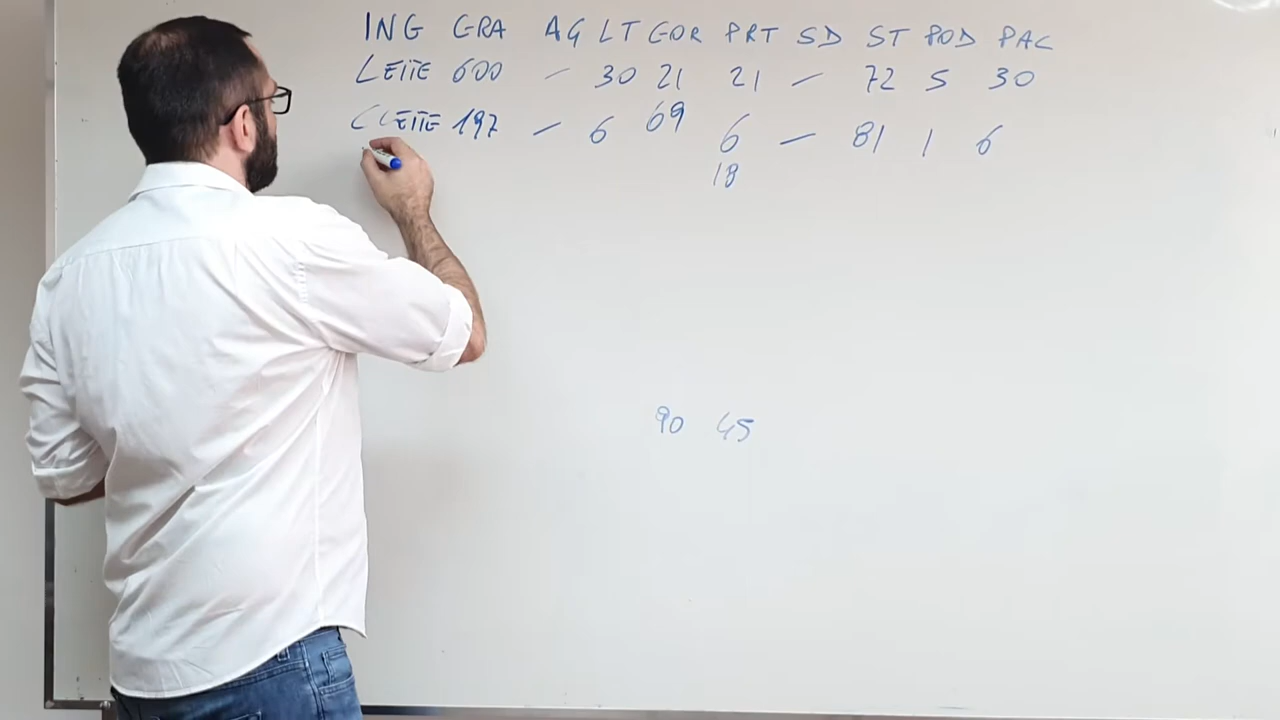 ING GRA AG LT GOR PRT SD ST POD PAC
LEITE 600 — 30 21 21 — 72 5 30
CLEITE 197 — 6 69 6 — 81 1 6
18
90 45